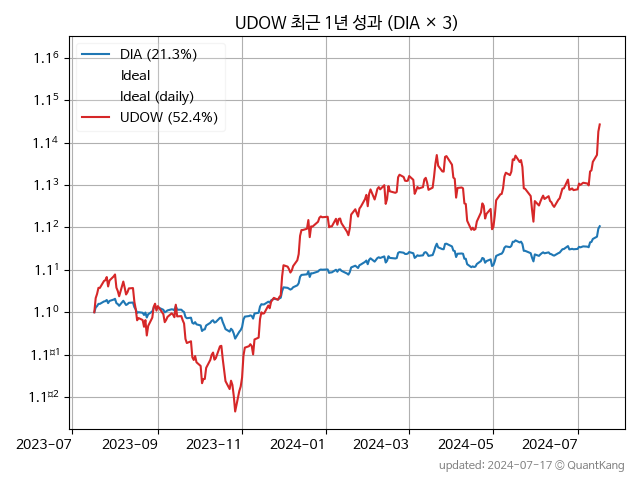 UDOW 최근 1년 성과 (DIA × 3)
DIA (21.3%)
Ideal
Ideal (daily)
UDOW (52.4%)
1.1⁶
1.1⁵
1.1⁴
1.1³
1.1²
1.1¹
1.1⁰
1.1¤¹
1.1¤²
2023-07
2023-09
2023-11
2024-01
2024-03
2024-05
2024-07
updated: 2024-07-17 © QuantKang